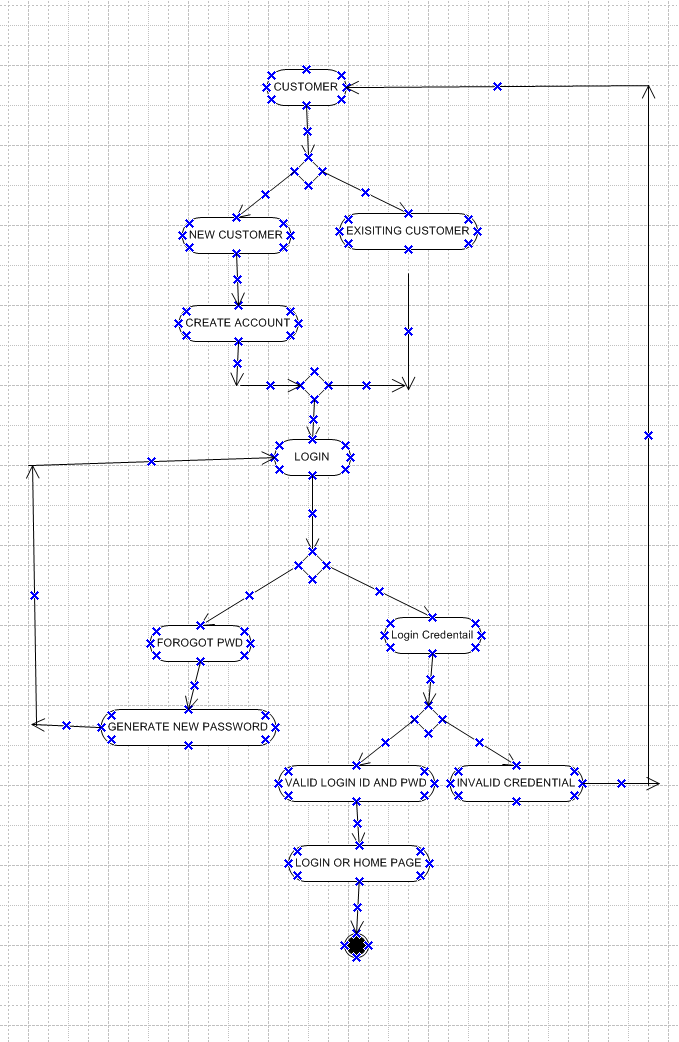 CUSTOMER
NEW CUSTOMER
EXISITING CUSTOMER
CREATE ACCOUNT
LOGIN
FOROGOT PWD
Login Credentail
GENERATE NEW PASSWORD
VALID LOGIN ID AND PWD
INVALID CREDENTIAL
LOGIN OR HOME PAGE